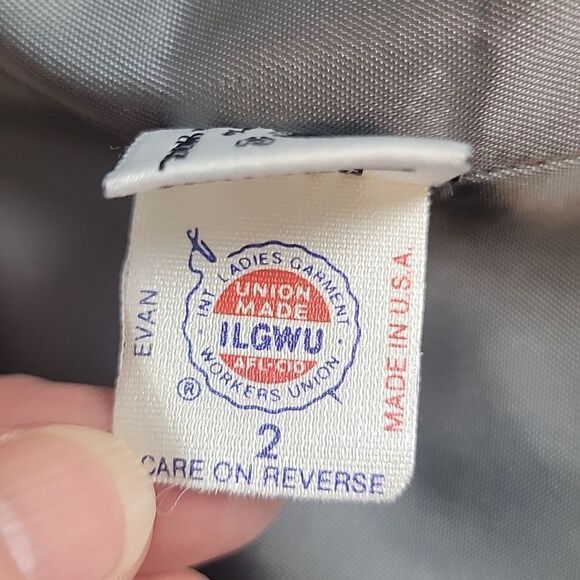 INT. LADIES GARMENT
UNION
MADE
ILGWU
AFL-CIO
WORKERS UNION
®
EVAN
MADE IN U.S.A.
2
CARE ON REVERSE